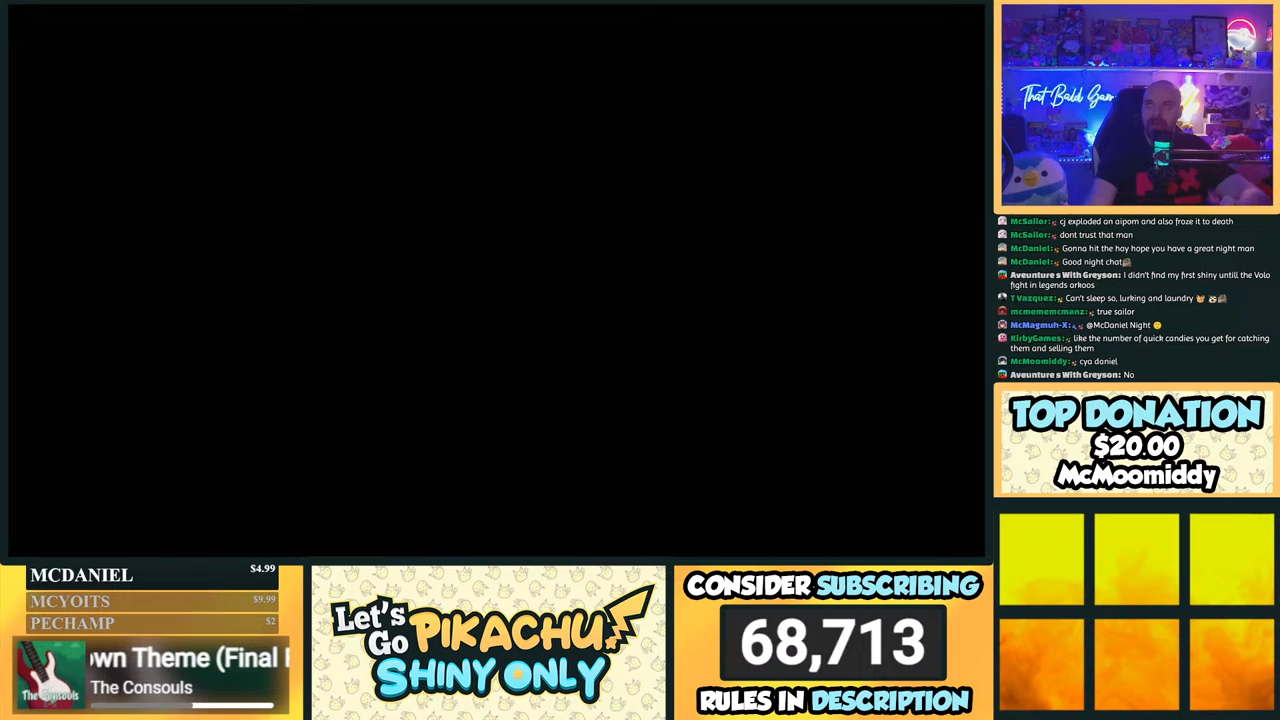 That Bald Gam
McSailor: cj exploded an aipom and also froze it to death
McSailor: dont trust that man
McDaniel: Gonna hit the hay hope you have a great night man
McDaniel: Good night chat
Aveunture s With Greyson: I didn't find my first shiny untill the Volo
fight in legends arkoos
T Vazquez: Can't sleep so, lurking and laundry
mcmememcmanz: true sailor
McMagmuh-X: @McDaniel Night
KirbyGames: like the number of quick candies you get for catching
them and selling them
McMoomiddy: cya daniel
Aveunture s With Greyson: No
TOP DONATION
$20.00
McMoomiddy
MCDANIEL $4.99
MCYOITS $9.99
PECHAMP $2
own Theme (Final
The Consouls
The Consouls
Let's
Go PIKACHU
SHINY ONLY
CONSIDER SUBSCRIBING
68,713
RULES IN DESCRIPTION